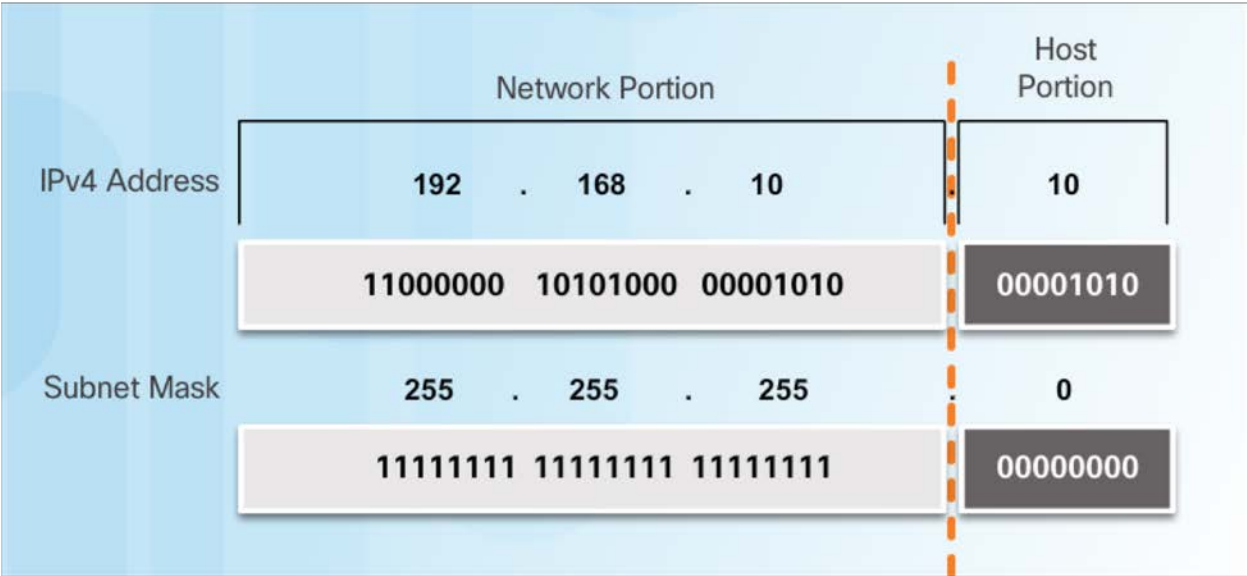 Network Portion
Host
Portion
IPv4 Address 192 . 168 . 10 . 10
11000000 10101000 00001010 00001010
Subnet Mask 255 . 255 . 255 . 0
11111111 11111111 11111111 00000000